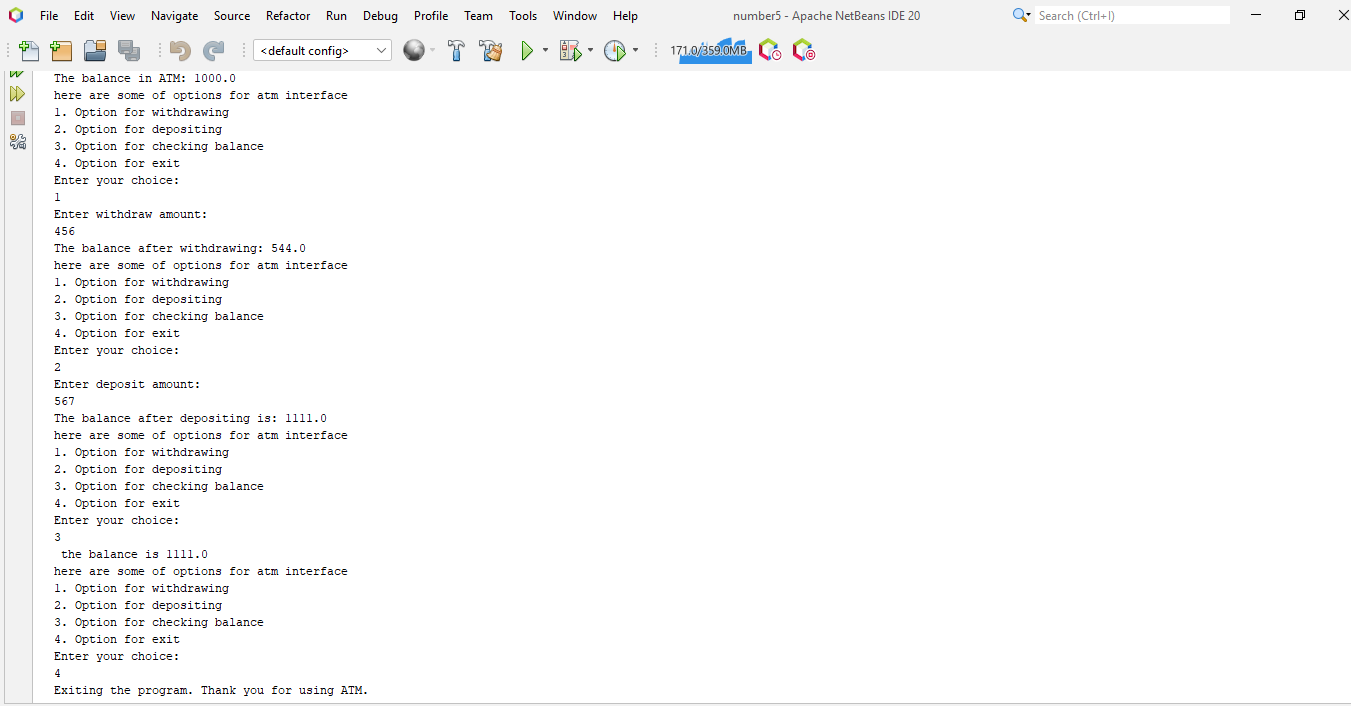 File Edit View Navigate Source Refactor Run Debug Profile Team Tools Window Help number5 - Apache NetBeans IDE 20 Search (Ctrl+I)
<default config> 171.0/359.0MB
The balance in ATM: 1000.0
here are some of options for atm interface
1. Option for withdrawing
2. Option for depositing
3. Option for checking balance
4. Option for exit
Enter your choice:
1
Enter withdraw amount:
456
The balance after withdrawing: 544.0
here are some of options for atm interface
1. Option for withdrawing
2. Option for depositing
3. Option for checking balance
4. Option for exit
Enter your choice:
2
Enter deposit amount:
567
The balance after depositing is: 1111.0
here are some of options for atm interface
1. Option for withdrawing
2. Option for depositing
3. Option for checking balance
4. Option for exit
Enter your choice:
3
 the balance is 1111.0
here are some of options for atm interface
1. Option for withdrawing
2. Option for depositing
3. Option for checking balance
4. Option for exit
Enter your choice:
4
Exiting the program. Thank you for using ATM.